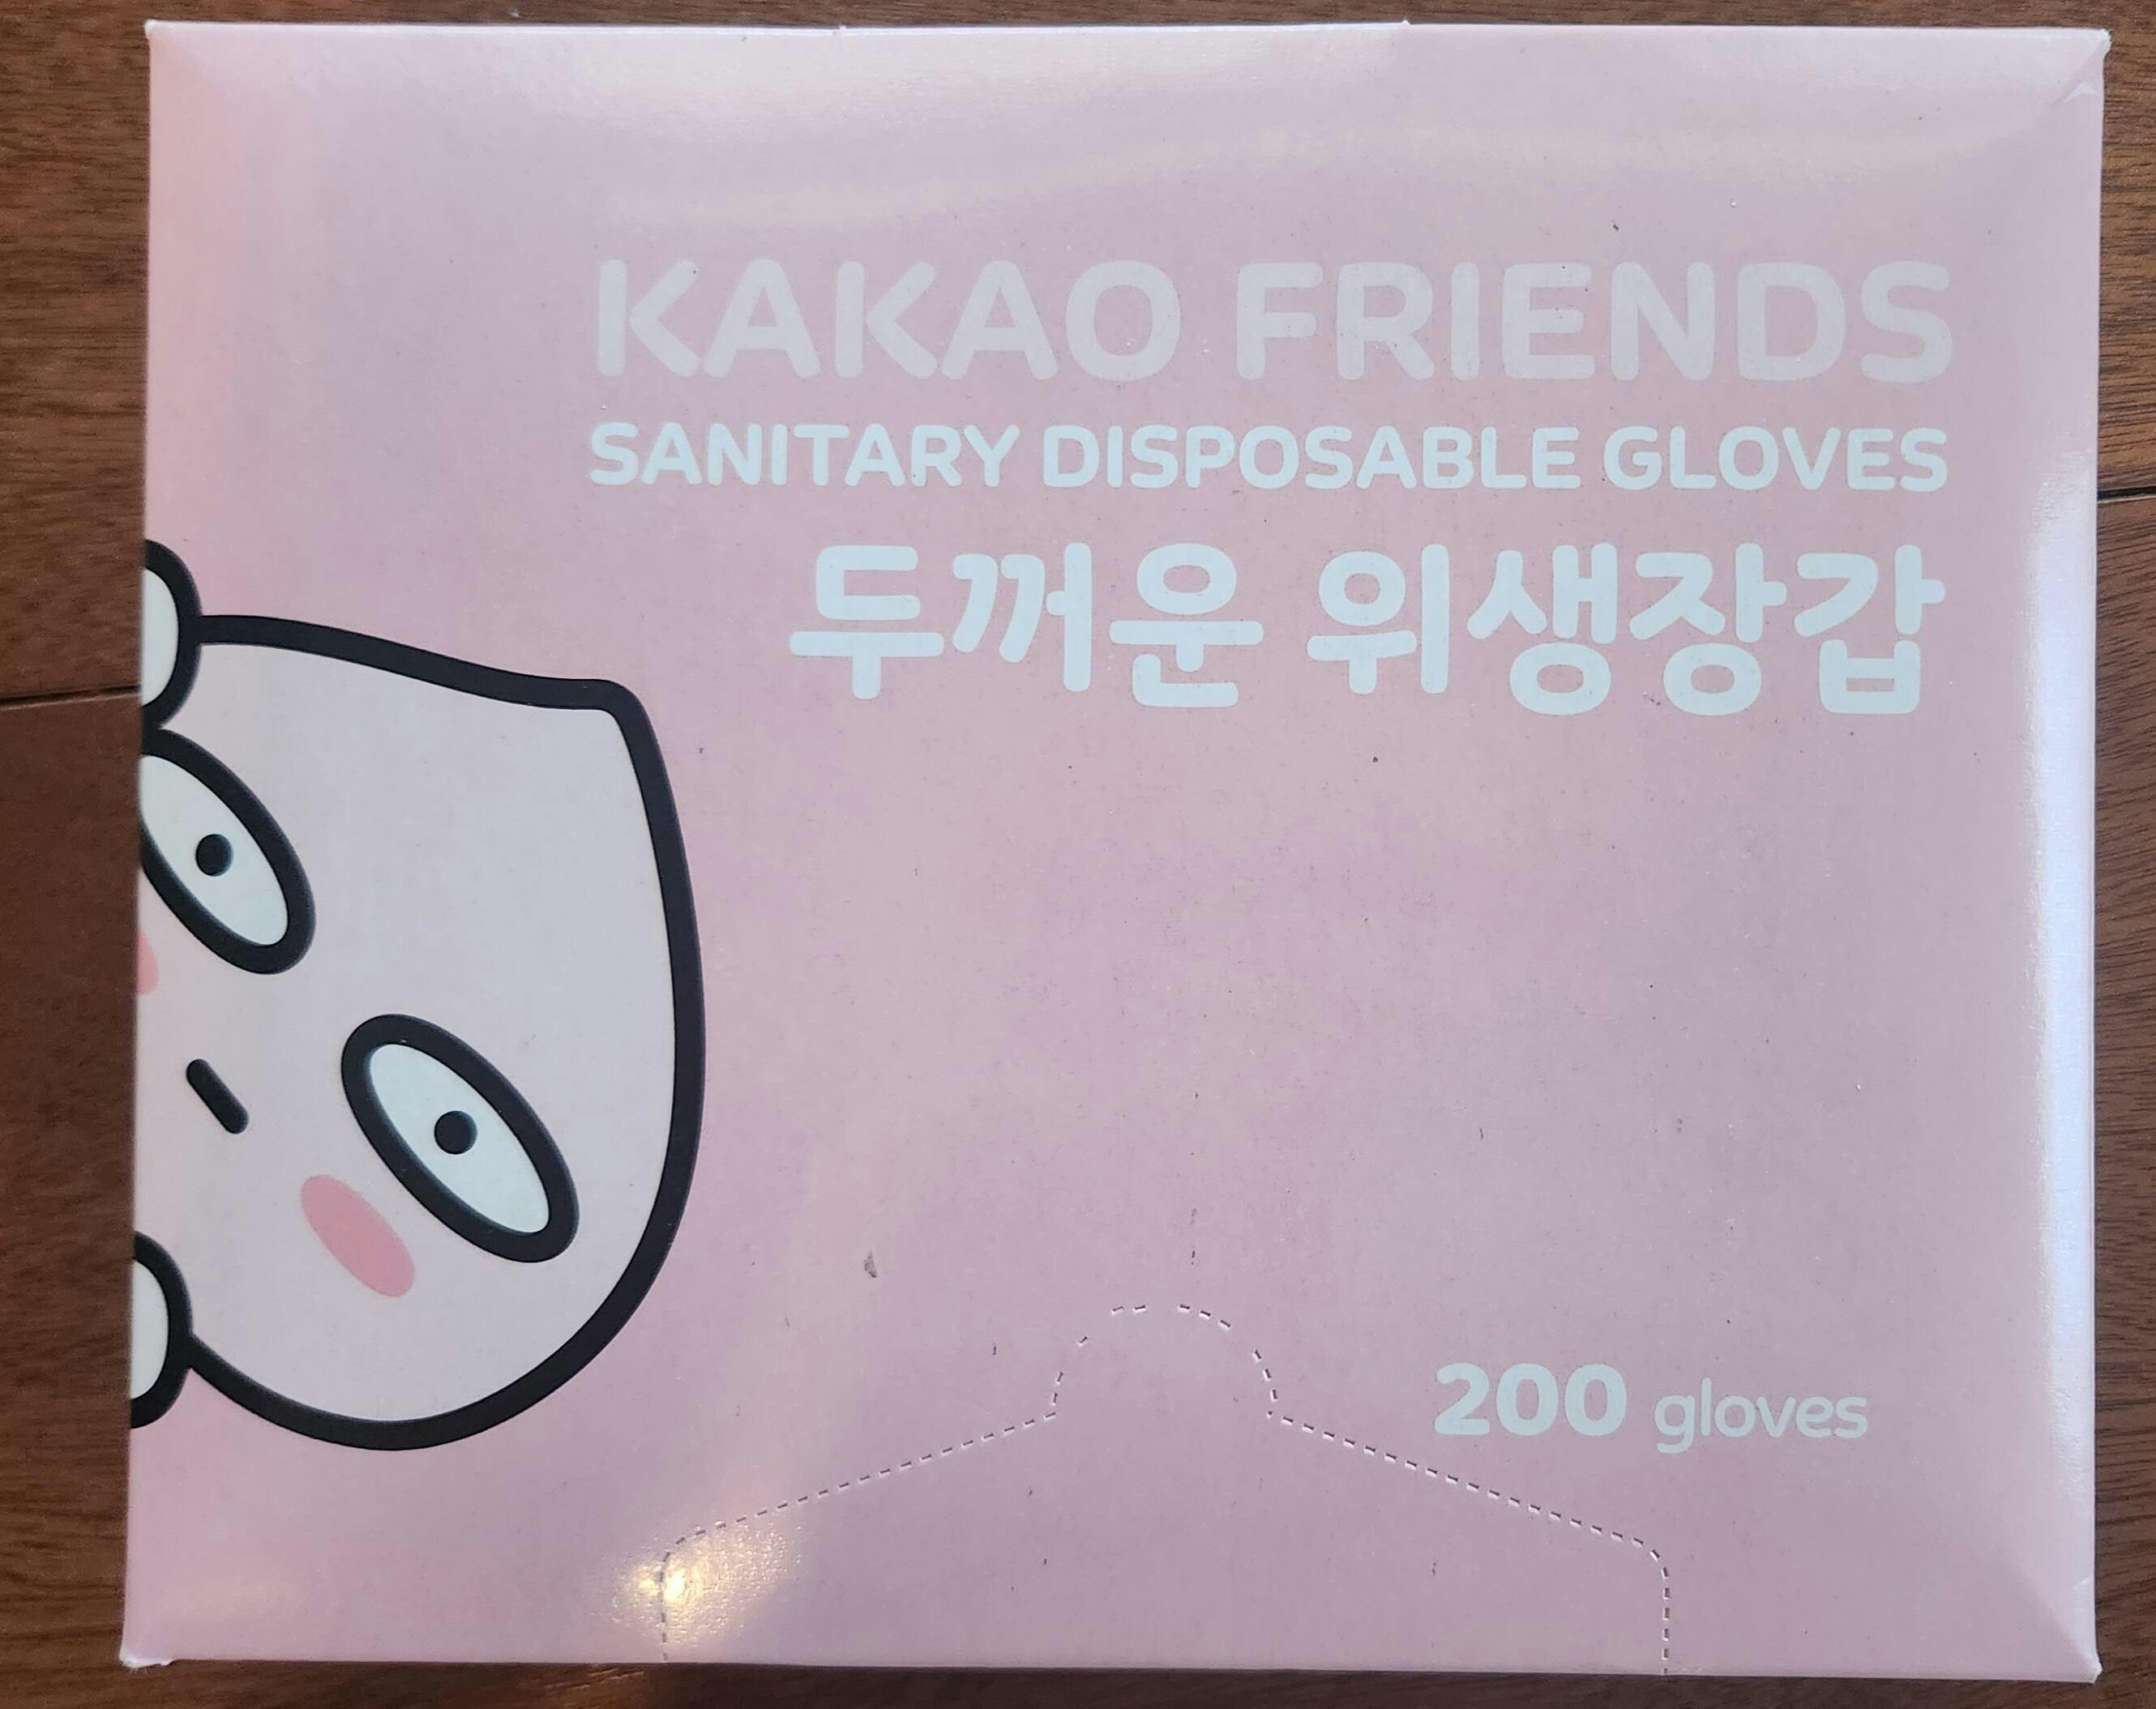 KAKAO FRIENDS
SANITARY DISPOSABLE GLOVES
두꺼운 위생장갑
200 gloves